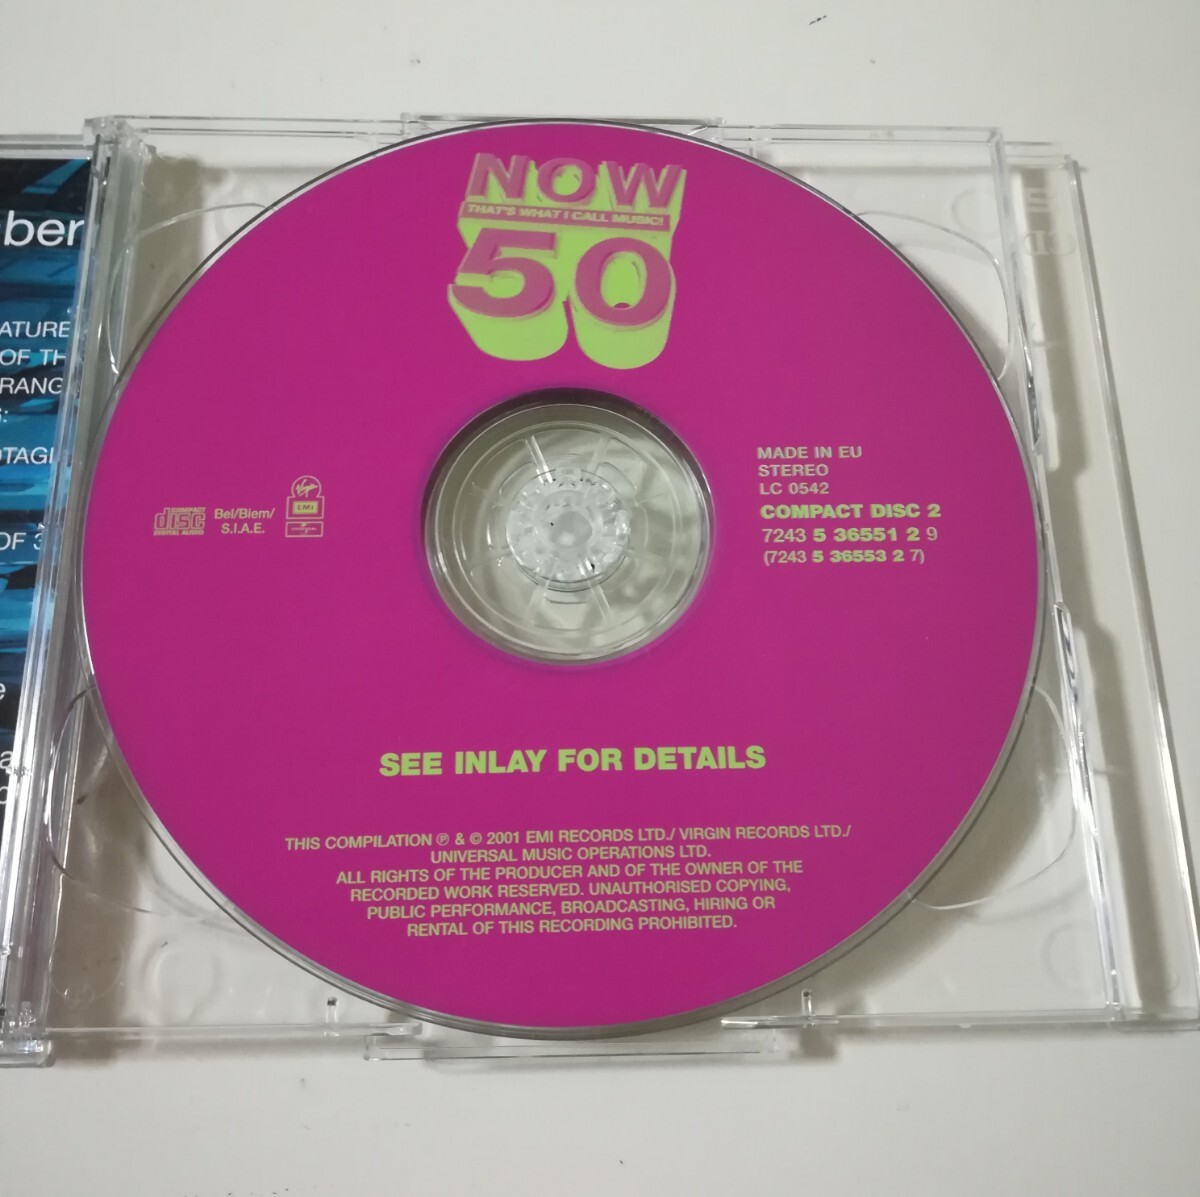 NOW
THAT'S WHAT I CALL MUSIC!
50
MADE IN EU
STEREO
LC 0542
COMPACT DISC 2
7243 5 36551 2 9
(7243 5 36553 2 7)
COMPACT
disc
DIGITAL AUDIO
Bel/Biem/
S.I.A.E.
Virgin
EMI
UNIVERSAL
SEE INLAY FOR DETAILS
THIS COMPILATION ℗ & © 2001 EMI RECORDS LTD./ VIRGIN RECORDS LTD./
UNIVERSAL MUSIC OPERATIONS LTD.
ALL RIGHTS OF THE PRODUCER AND OF THE OWNER OF THE
RECORDED WORK RESERVED. UNAUTHORISED COPYING,
PUBLIC PERFORMANCE, BROADCASTING, HIRING OR
RENTAL OF THIS RECORDING PROHIBITED.
ber
ATURE
OF TH
RANG
OTAGI
OF 3
e